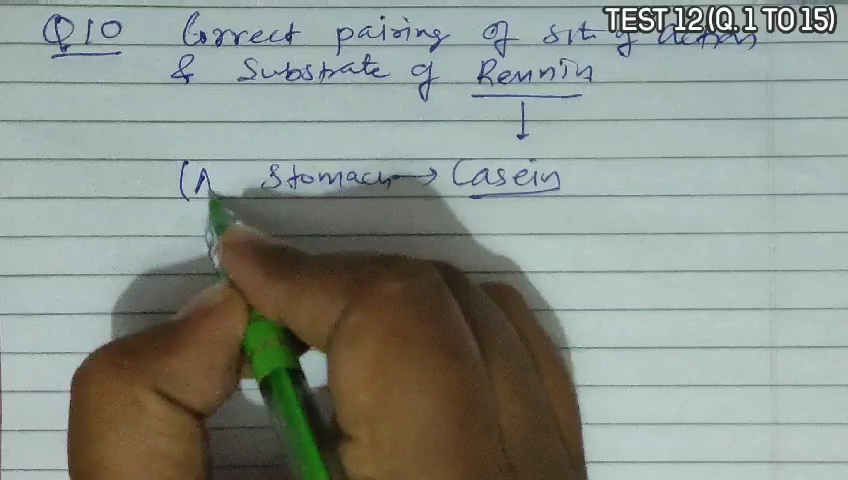 TEST 12 (Q. 1 TO 15)
Q10 Correct pairing of site of action
& Substrate of Rennin
(A Stomach → Casein